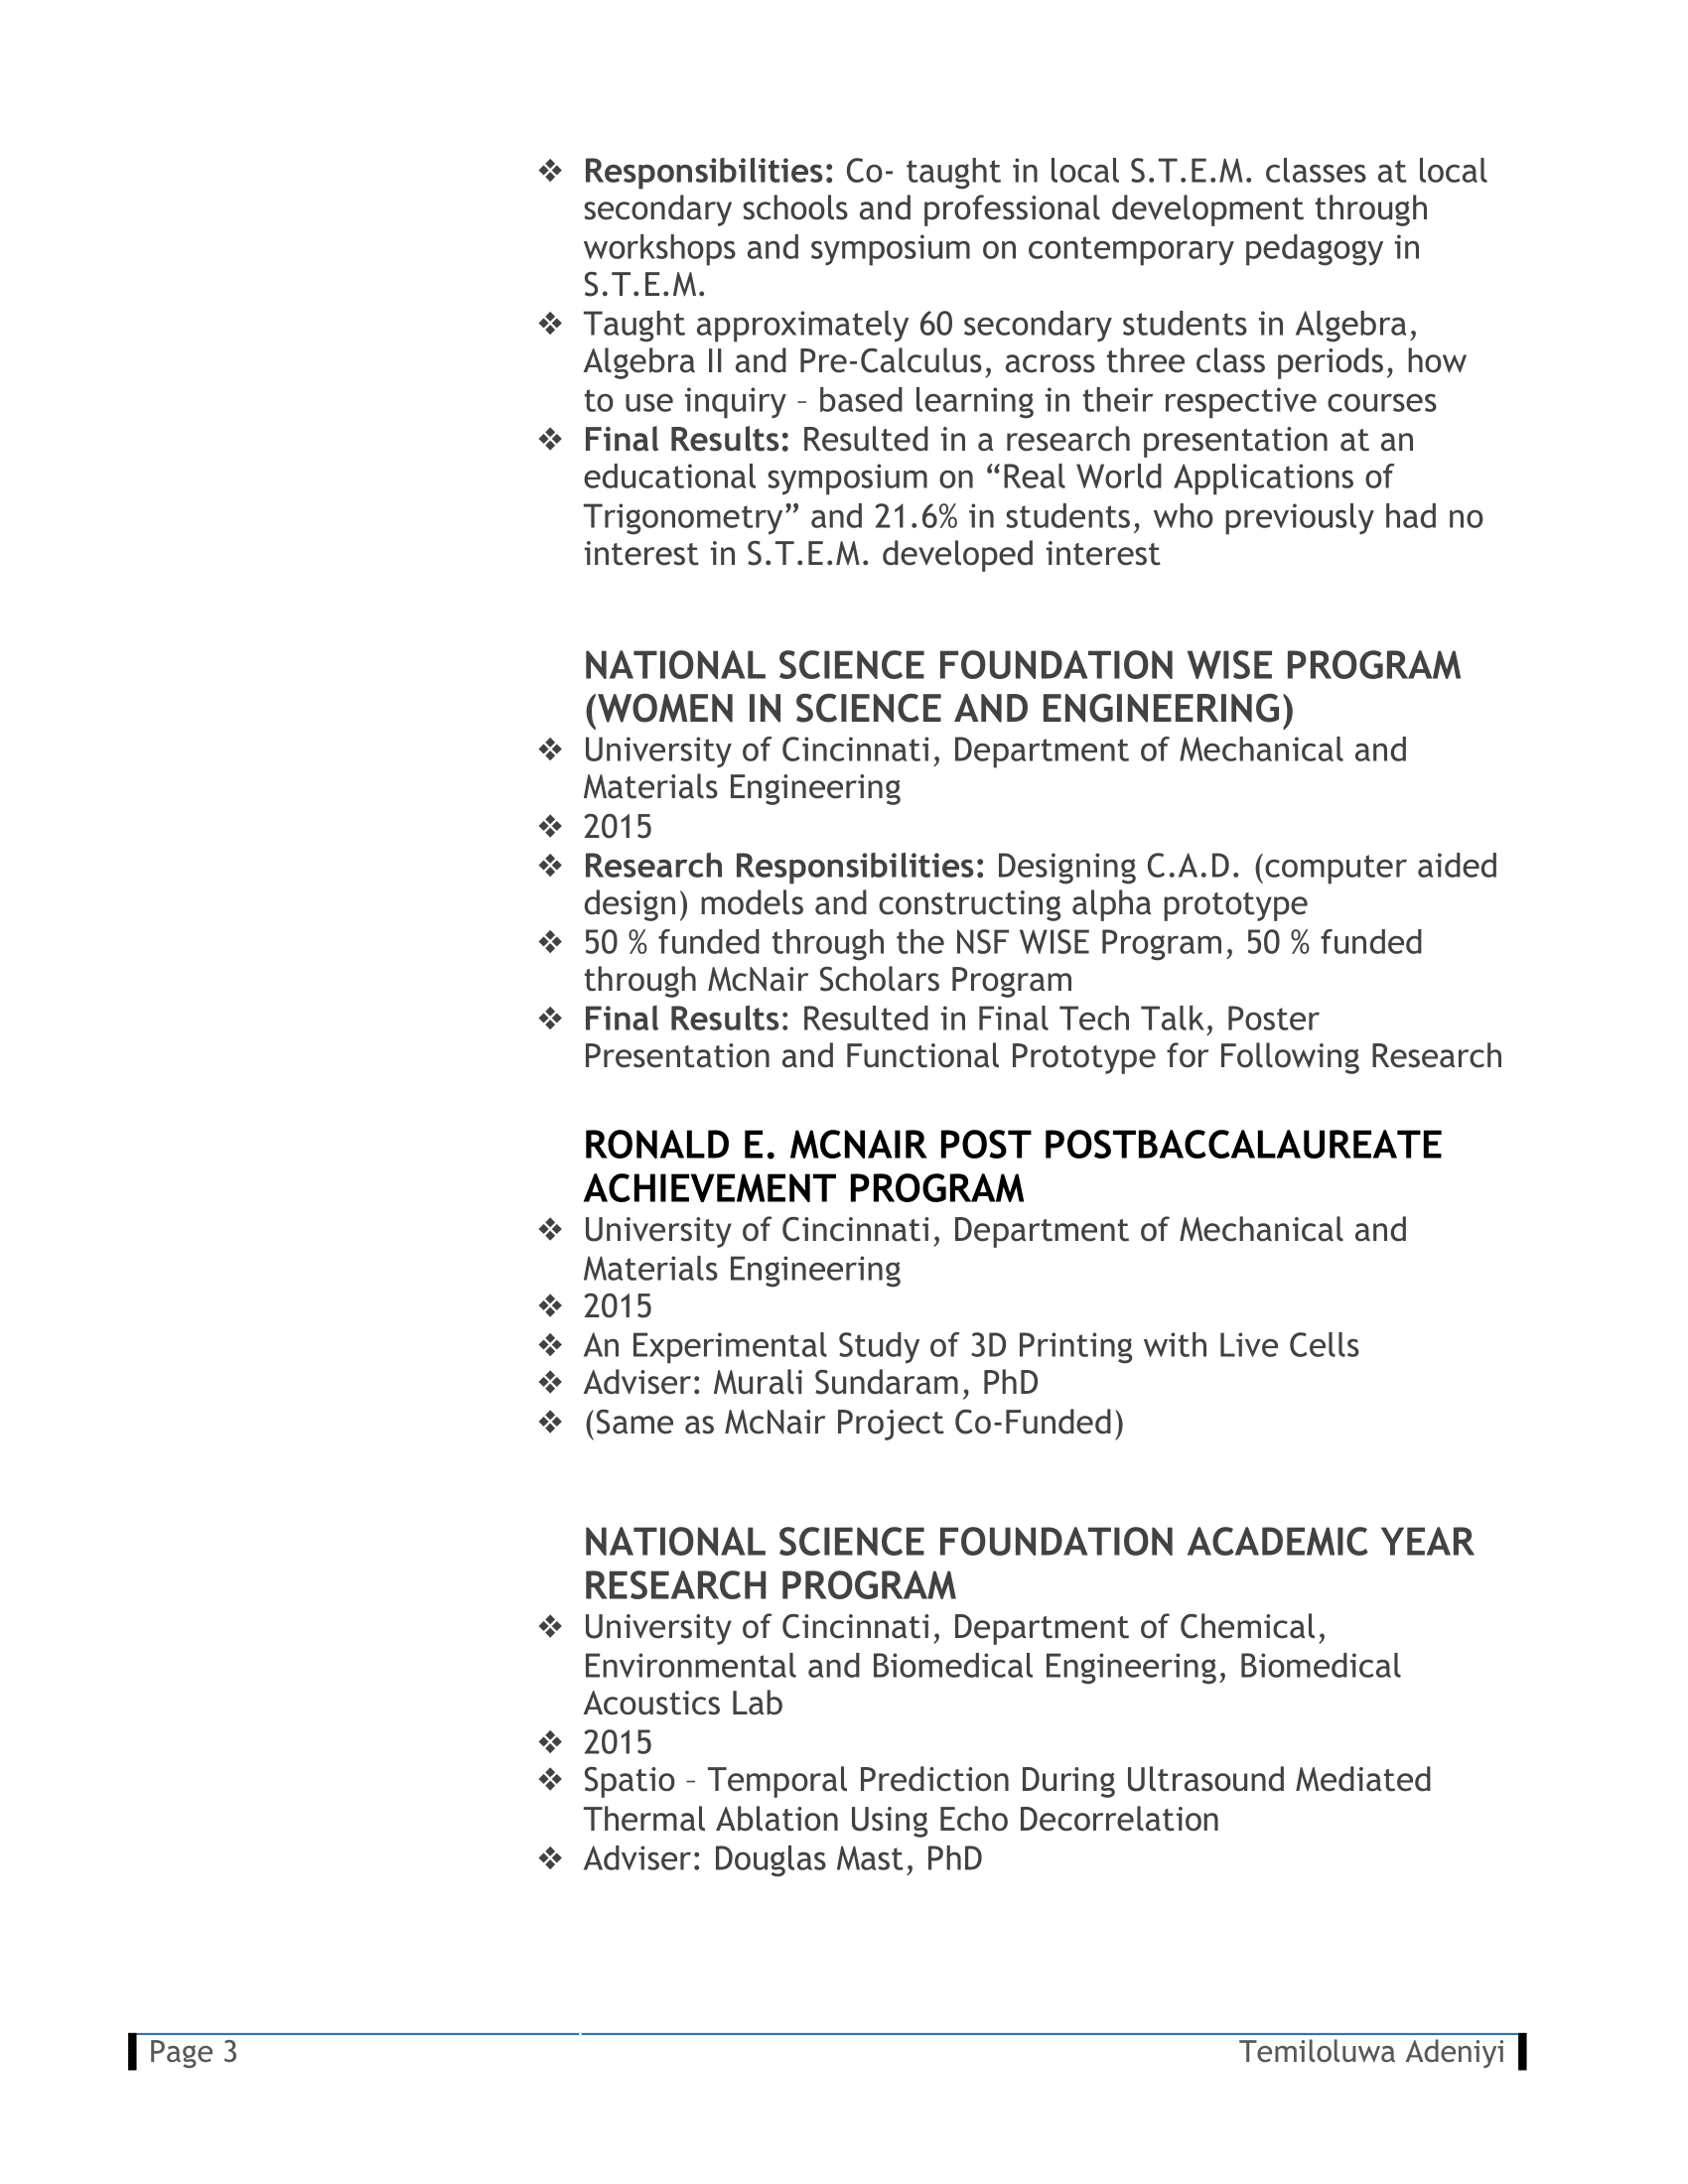 ❖ Responsibilities: Co- taught in local S.T.E.M. classes at local
secondary schools and professional development through
workshops and symposium on contemporary pedagogy in
S.T.E.M.
❖ Taught approximately 60 secondary students in Algebra,
Algebra II and Pre-Calculus, across three class periods, how
to use inquiry – based learning in their respective courses
❖ Final Results: Resulted in a research presentation at an
educational symposium on “Real World Applications of
Trigonometry” and 21.6% in students, who previously had no
interest in S.T.E.M. developed interest
NATIONAL SCIENCE FOUNDATION WISE PROGRAM
(WOMEN IN SCIENCE AND ENGINEERING)
❖ University of Cincinnati, Department of Mechanical and
Materials Engineering
❖ 2015
❖ Research Responsibilities: Designing C.A.D. (computer aided
design) models and constructing alpha prototype
❖ 50 % funded through the NSF WISE Program, 50 % funded
through McNair Scholars Program
❖ Final Results: Resulted in Final Tech Talk, Poster
Presentation and Functional Prototype for Following Research
RONALD E. MCNAIR POST POSTBACCALAUREATE
ACHIEVEMENT PROGRAM
❖ University of Cincinnati, Department of Mechanical and
Materials Engineering
❖ 2015
❖ An Experimental Study of 3D Printing with Live Cells
❖ Adviser: Murali Sundaram, PhD
❖ (Same as McNair Project Co-Funded)
NATIONAL SCIENCE FOUNDATION ACADEMIC YEAR
RESEARCH PROGRAM
❖ University of Cincinnati, Department of Chemical,
Environmental and Biomedical Engineering, Biomedical
Acoustics Lab
❖ 2015
❖ Spatio – Temporal Prediction During Ultrasound Mediated
Thermal Ablation Using Echo Decorrelation
❖ Adviser: Douglas Mast, PhD
Page 3 Temiloluwa Adeniyi